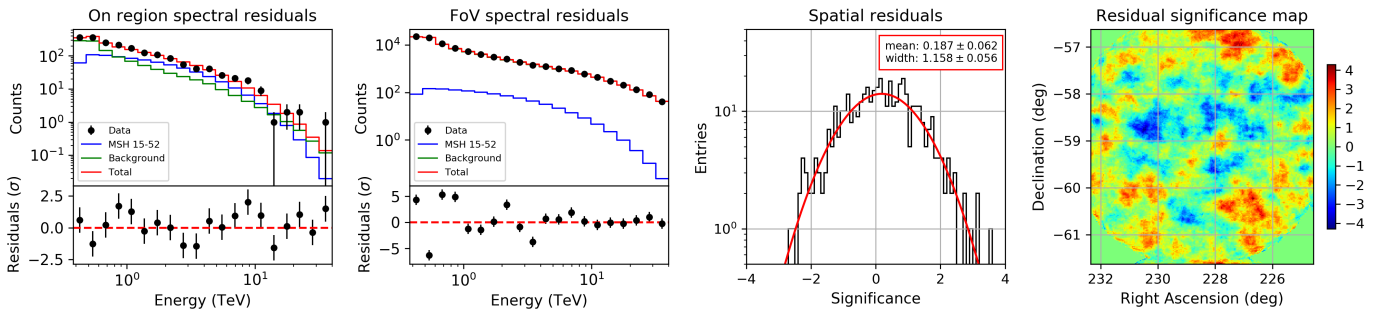 On region spectral residuals
Counts
10²
10¹
10⁰
10⁻¹
Data
MSH 15-52
Background
Total
Residuals (σ)
2.5
0.0
−2.5
10⁰
10¹
Energy (TeV)
FoV spectral residuals
Counts
10⁴
10²
10⁰
Data
MSH 15-52
Background
Total
Residuals (σ)
5
0
−5
10⁰
10¹
Energy (TeV)
Spatial residuals
mean: 0.187 ± 0.062
width: 1.158 ± 0.056
Entries
10¹
10⁰
−4
−2
0
2
4
Significance
Residual significance map
Declination (deg)
−57
−58
−59
−60
−61
232
230
228
226
Right Ascension (deg)
4
3
2
1
0
−1
−2
−3
−4